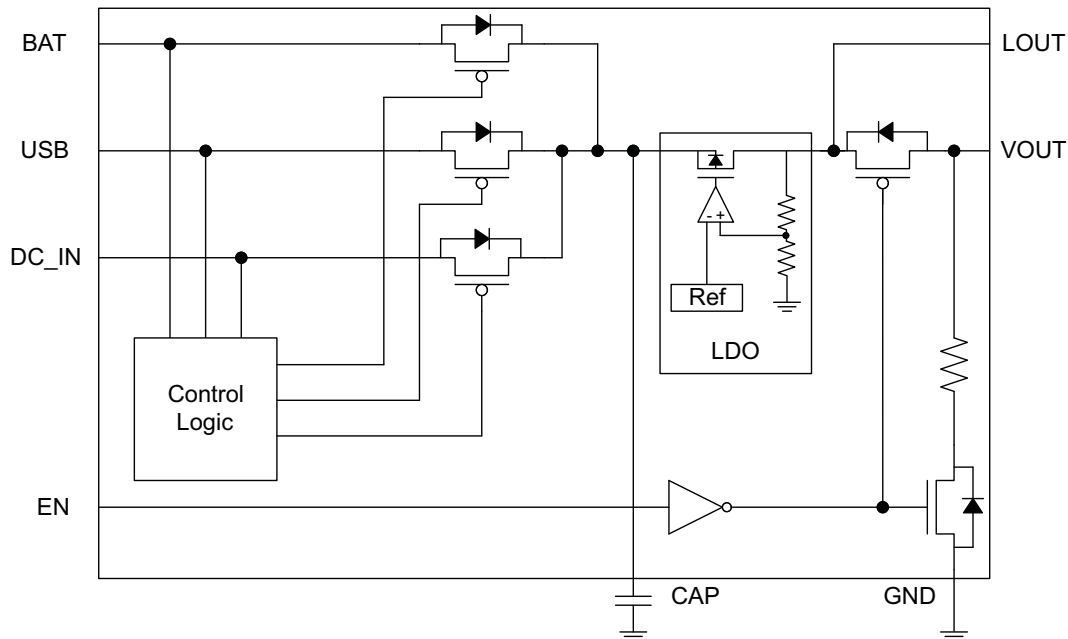 BAT
LOUT
USB
VOUT
DC_IN
- +
Ref
LDO
Control
Logic
EN
CAP
GND